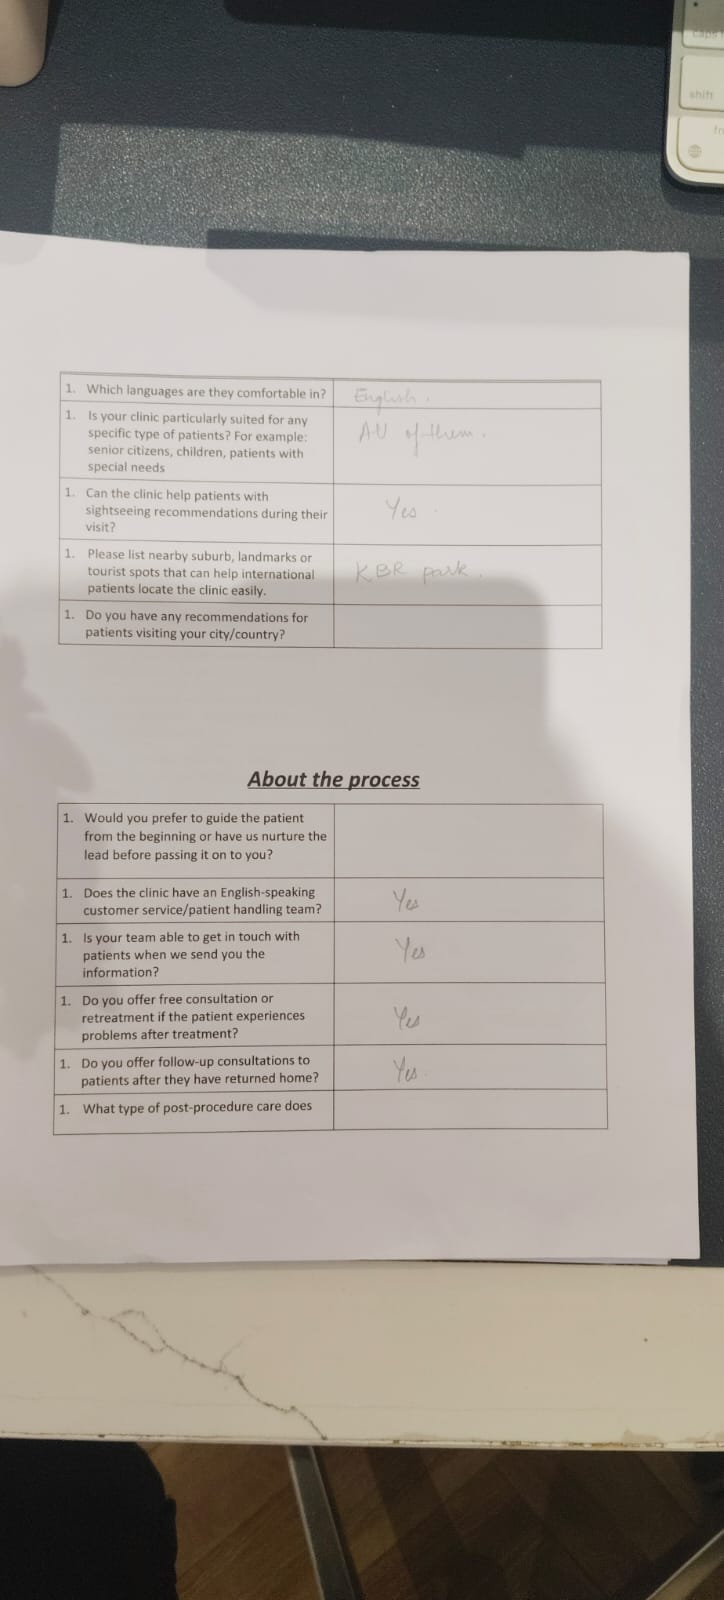 shift
1. Which languages are they comfortable in? English.
1. Is your clinic particularly suited for any
specific type of patients? For example:
senior citizens, children, patients with
special needs
All of them.
1. Can the clinic help patients with
sightseeing recommendations during their
visit?
Yes.
1. Please list nearby suburb, landmarks or
tourist spots that can help international
patients locate the clinic easily.
KBR park.
1. Do you have any recommendations for
patients visiting your city/country?
About the process
1. Would you prefer to guide the patient
from the beginning or have us nurture the
lead before passing it on to you?
1. Does the clinic have an English-speaking
customer service/patient handling team?
Yes
1. Is your team able to get in touch with
patients when we send you the
information?
Yes
1. Do you offer free consultation or
retreatment if the patient experiences
problems after treatment?
Yes
1. Do you offer follow-up consultations to
patients after they have returned home?
Yes.
1. What type of post-procedure care does